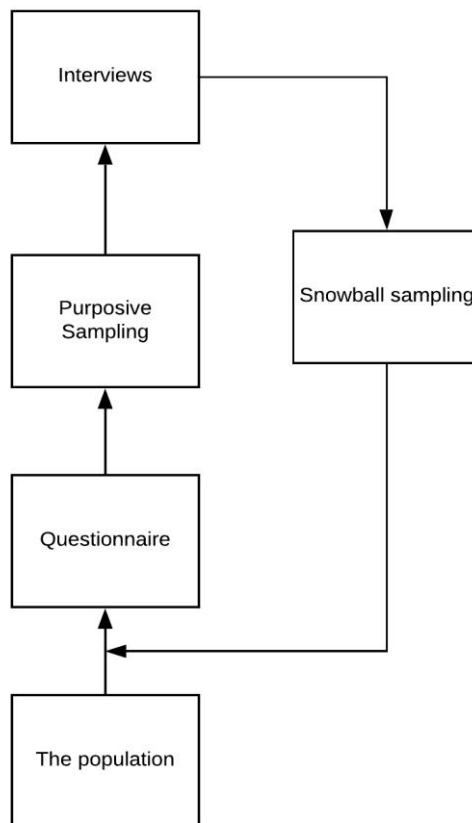 Interviews
Snowball sampling
Purposive
Sampling
Questionnaire
The population